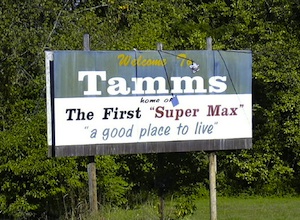 Welcome To
Tamms
home of
The First "Super Max"
"a good place to live"